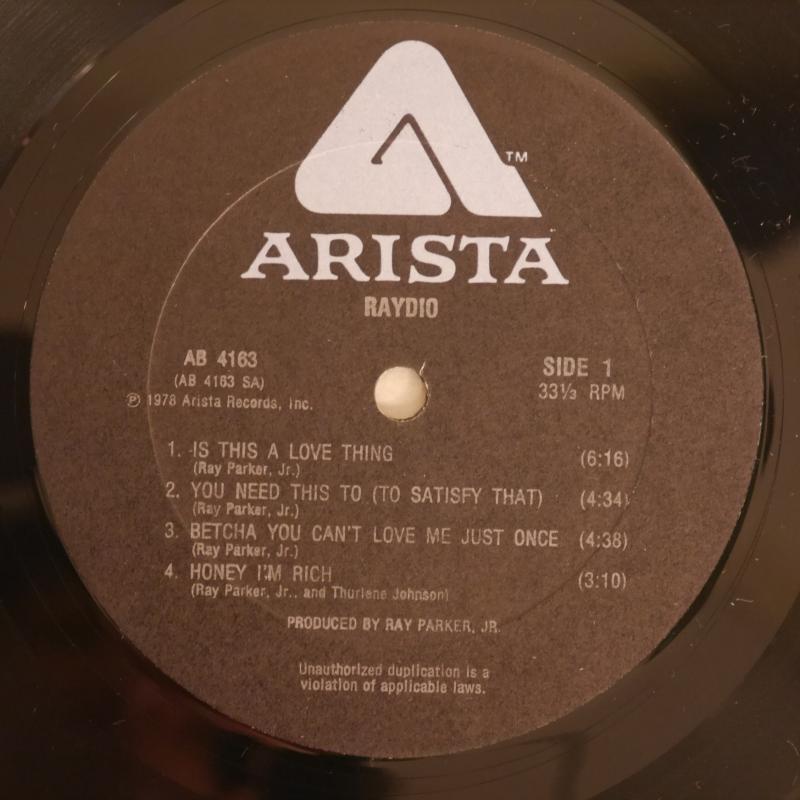 TM
ARISTA
RAYDIO
AB 4163
(AB 4163 SA)
℗ 1978 Arista Records, Inc.
SIDE 1
33⅓ RPM
1. IS THIS A LOVE THING (6:16)
(Ray Parker, Jr.)
2. YOU NEED THIS TO (TO SATISFY THAT) (4:34)
(Ray Parker, Jr.)
3. BETCHA YOU CAN'T LOVE ME JUST ONCE (4:38)
(Ray Parker, Jr.)
4. HONEY I'M RICH (3:10)
(Ray Parker, Jr., and Thurlene Johnson)
PRODUCED BY RAY PARKER, JR.
Unauthorized duplication is a
violation of applicable laws.